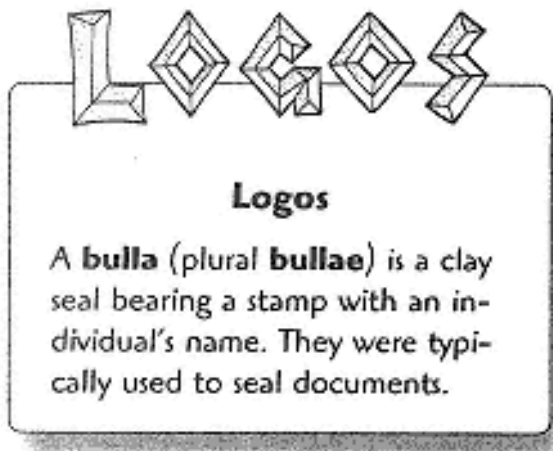 LOGOS
Logos
A bulla (plural bullae) is a clay
seal bearing a stamp with an in-
dividual's name. They were typi-
cally used to seal documents.